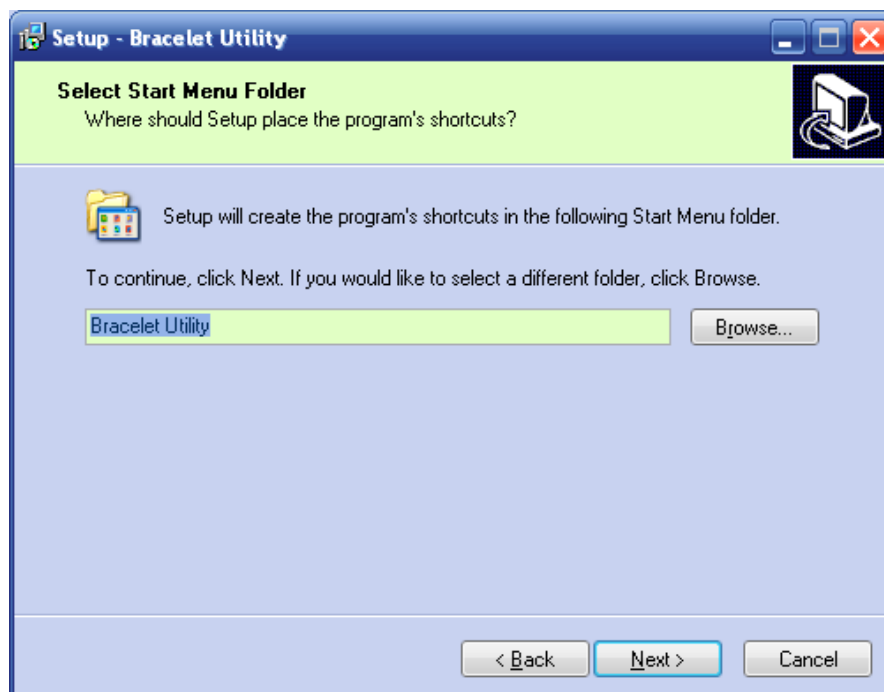 Setup - Bracelet Utility
Select Start Menu Folder
Where should Setup place the program's shortcuts?
Setup will create the program's shortcuts in the following Start Menu folder.
To continue, click Next. If you would like to select a different folder, click Browse.
Bracelet Utility
Browse...
< Back
Next >
Cancel